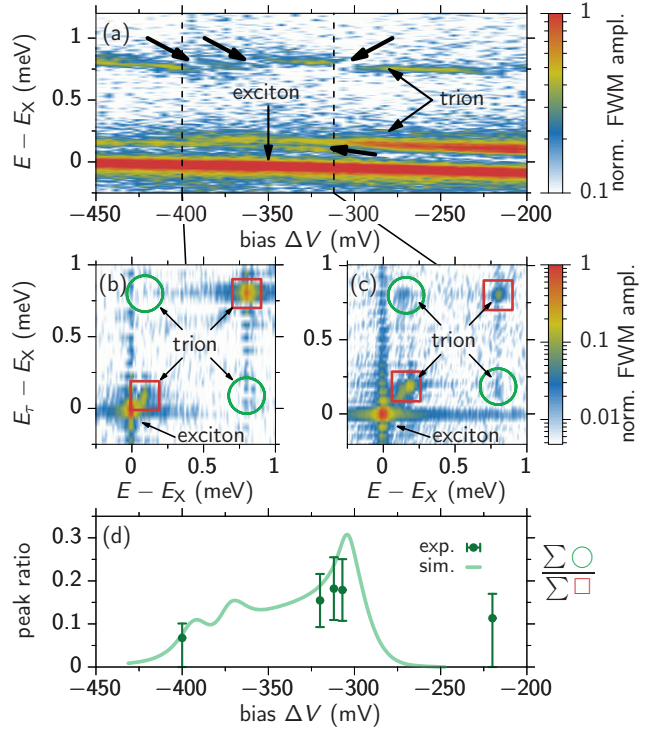 (a)
exciton
trion
E − E_X (meV)
1
0.5
0
−450 −400 −350 −300 −250 −200
bias ΔV (mV)
norm. FWM ampl.
1
0.1
(b)
trion
exciton
(c)
trion
exciton
E_τ − E_X (meV)
1
0.5
0
0 0.5 1
0 0.5 1
E − E_X (meV)
E − E_X (meV)
norm. FWM ampl.
1
0.1
0.01
(d)
exp.
sim.
peak ratio
0.3
0.2
0.1
0
−450 −400 −350 −300 −250 −200
bias ΔV (mV)
∑ ○
∑ □